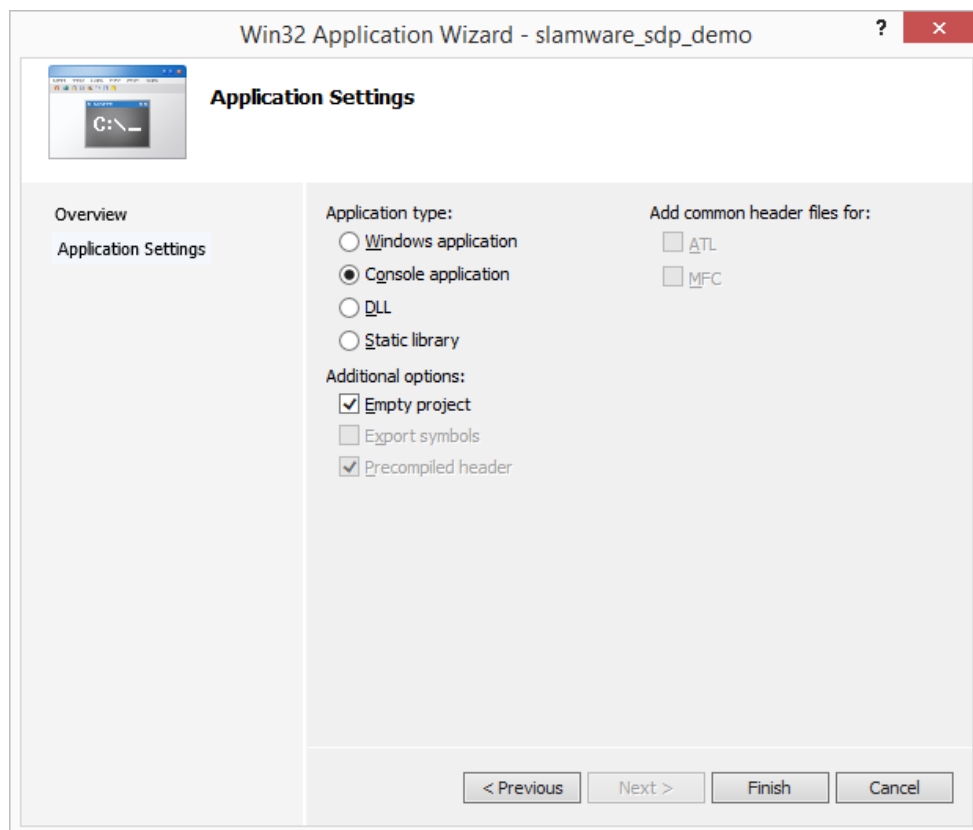 Win32 Application Wizard - slamware_sdp_demo
?
Application Settings
C:\_
Overview
Application Settings
Application type:
Windows application
Console application
DLL
Static library
Additional options:
Empty project
Export symbols
Precompiled header
Add common header files for:
ATL
MFC
< Previous
Next >
Finish
Cancel